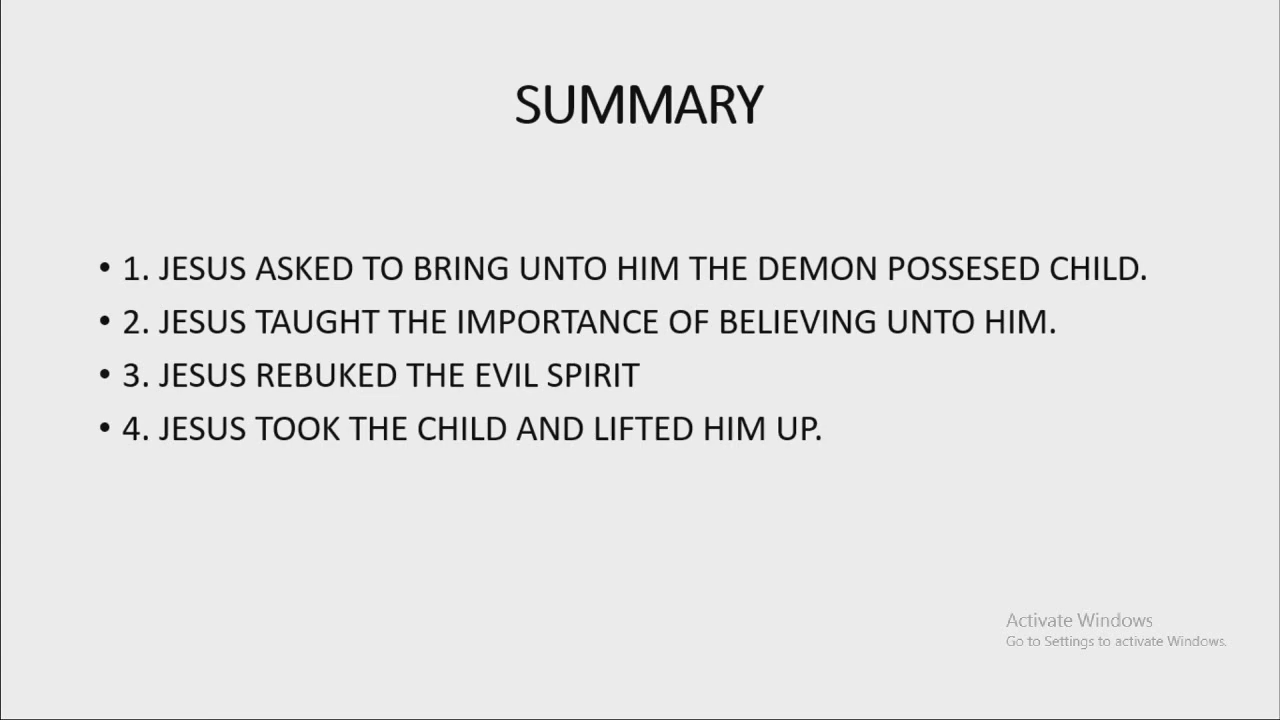 SUMMARY
• 1. JESUS ASKED TO BRING UNTO HIM THE DEMON POSSESED CHILD.
• 2. JESUS TAUGHT THE IMPORTANCE OF BELIEVING UNTO HIM.
• 3. JESUS REBUKED THE EVIL SPIRIT
• 4. JESUS TOOK THE CHILD AND LIFTED HIM UP.
Activate Windows
Go to Settings to activate Windows.